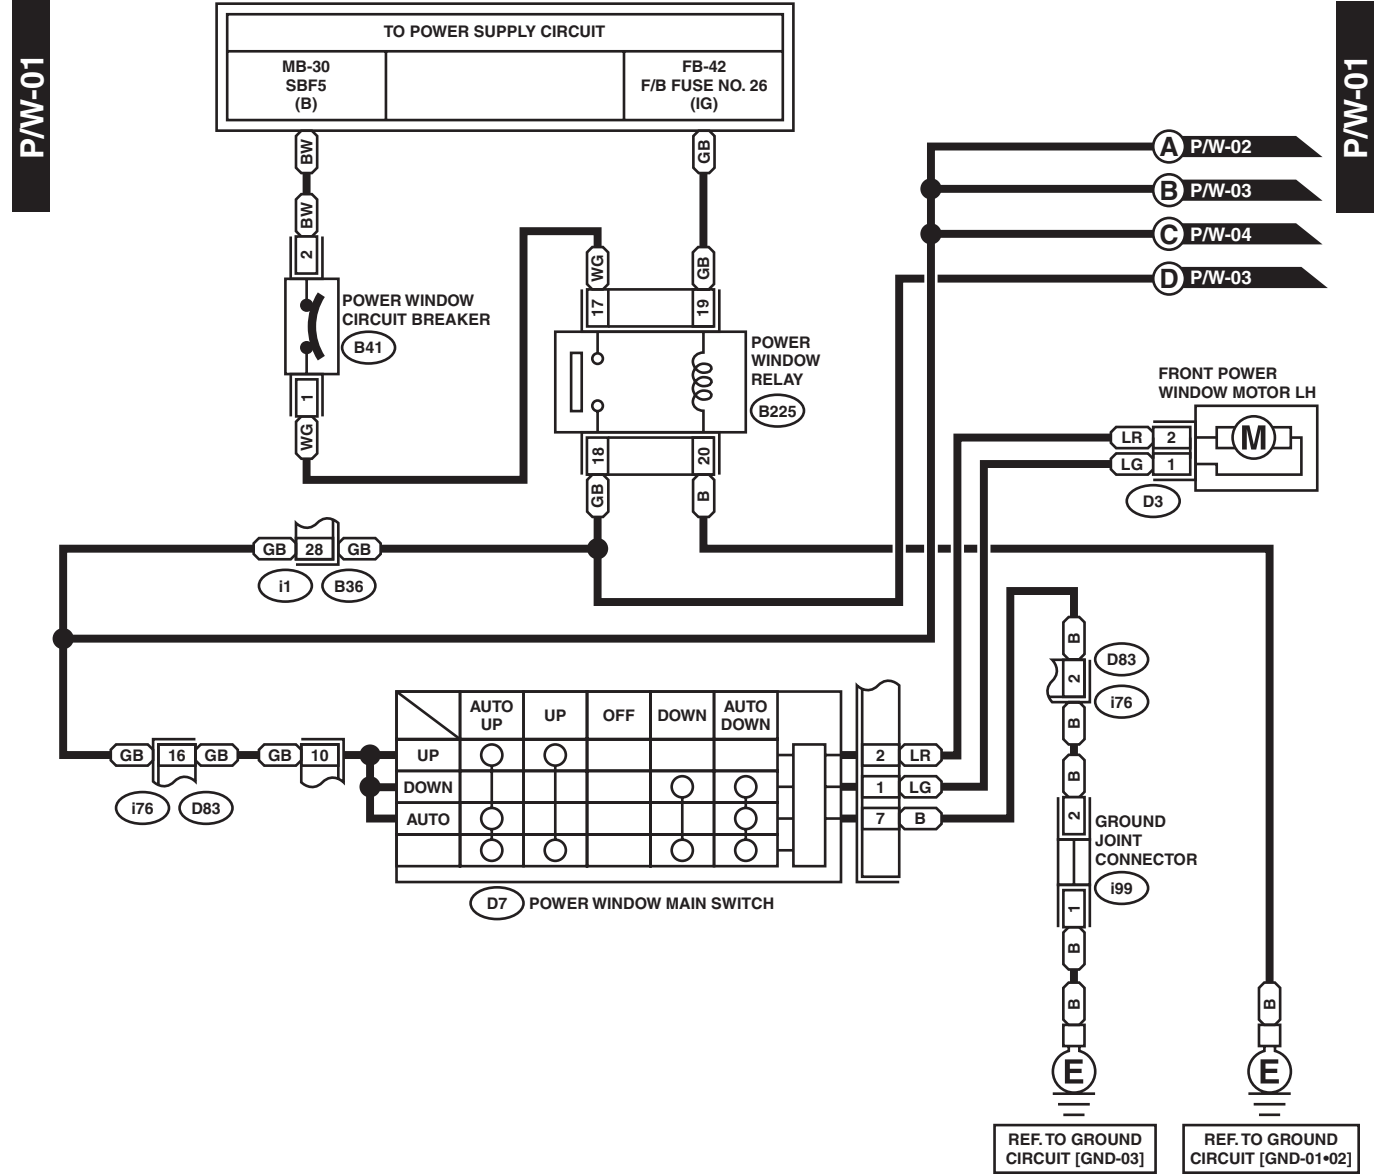 P/W-01
P/W-01
TO POWER SUPPLY CIRCUIT
MB-30
SBF5
(B)
FB-42
F/B FUSE NO. 26
(IG)
BW
BW
2
POWER WINDOW
CIRCUIT BREAKER
B41
1
WG
GB
WG
GB
17
19
POWER
WINDOW
RELAY
B225
18
20
GB
B
A P/W-02
B P/W-03
C P/W-04
D P/W-03
FRONT POWER
WINDOW MOTOR LH
LR 2
M
LG 1
D3
GB 28 GB
i1 B36
B
2
D83
i76
B
B
2
GROUND
JOINT
CONNECTOR
i99
1
B
B
B
E
E
REF. TO GROUND
CIRCUIT [GND-03]
REF. TO GROUND
CIRCUIT [GND-01•02]
AUTO
UP
UP
OFF
DOWN
AUTO
DOWN
GB 16 GB GB 10
i76 D83
UP
DOWN
AUTO
2 LR
1 LG
7 B
D7 POWER WINDOW MAIN SWITCH